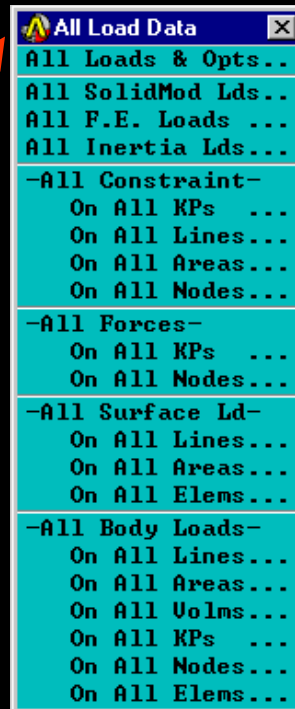 All Load Data
All Loads & Opts..
All SolidMod Lds..
All F.E. Loads ...
All Inertia Lds...
-All Constraint-
On All KPs ...
On All Lines...
On All Areas...
On All Nodes...
-All Forces-
On All KPs ...
On All Nodes...
-All Surface Ld-
On All Lines...
On All Areas...
On All Elems...
-All Body Loads-
On All Lines...
On All Areas...
On All Volms...
On All KPs ...
On All Nodes...
On All Elems...